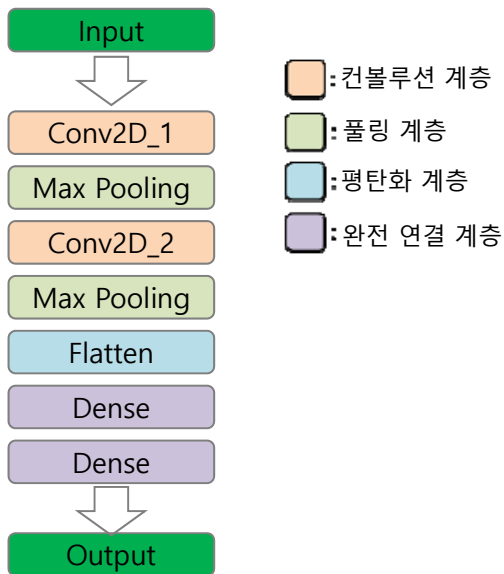 Input
Conv2D_1
Max Pooling
Conv2D_2
Max Pooling
Flatten
Dense
Dense
Output
:컨볼루션 계층
:풀링 계층
:평탄화 계층
:완전 연결 계층